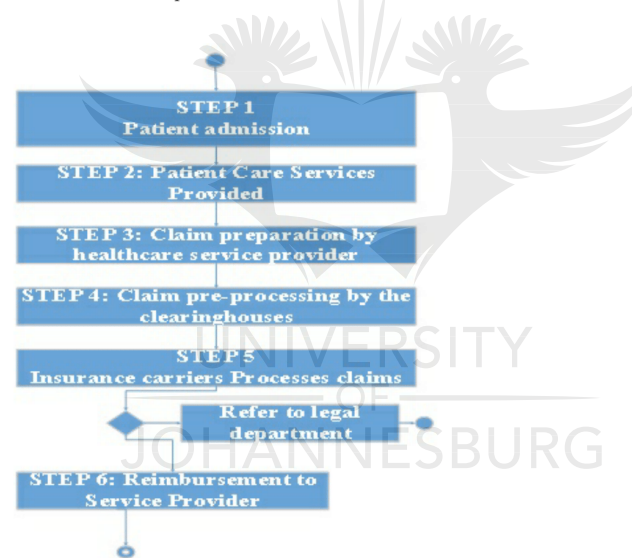 STEP 1
Patient admission
STEP 2: Patient Care Services
Provided
STEP 3: Claim preparation by
healthcare service provider
STEP 4: Claim pre-processing by the
clearinghouses
STEP 5
Insurance carriers Processes claims
Refer to legal
department
STEP 6: Reimbursement to
Service Provider
UNIVERSITY
OF
JOHANNESBURG